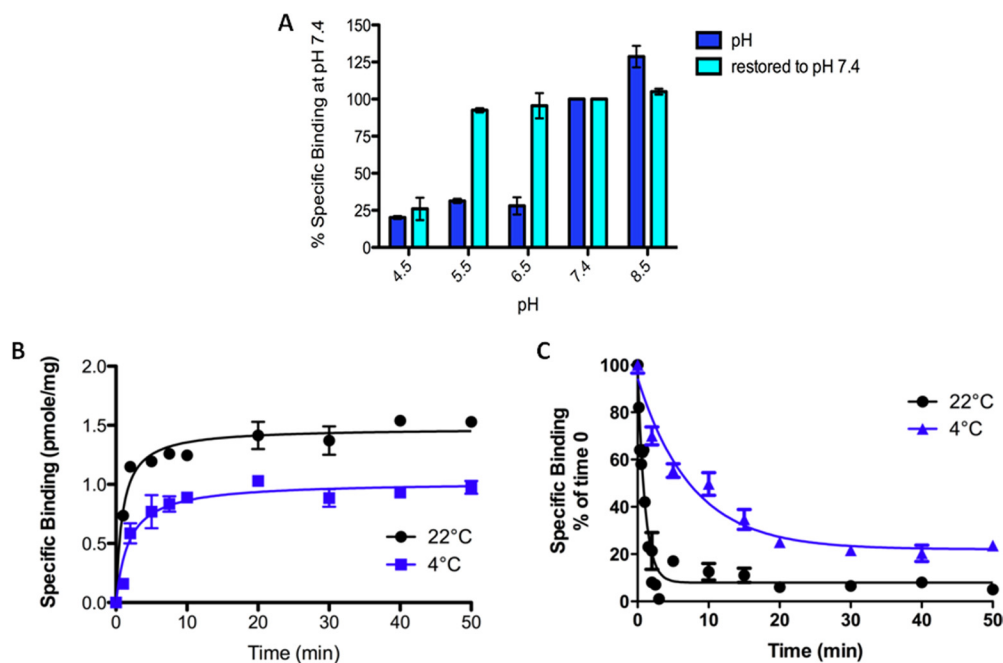 A
% Specific Binding at pH 7.4
150
125
100
75
50
25
0
4.5
5.5
6.5
7.4
8.5
pH
pH
restored to pH 7.4
B
Specific Binding (pmole/mg)
2.0
1.5
1.0
0.5
0.0
0
10
20
30
40
50
Time (min)
22°C
4°C
C
Specific Binding
% of time 0
100
80
60
40
20
0
0
10
20
30
40
50
Time (min)
22°C
4°C